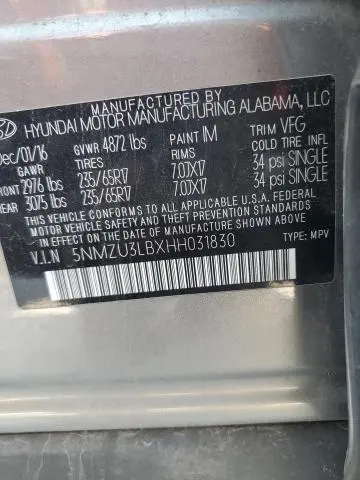 MANUFACTURED BY
HYUNDAI MOTOR MANUFACTURING ALABAMA, LLC
Dec/01/16 GVWR 4872 lbs PAINT IM TRIM VFG
GAWR TIRES RIMS COLD TIRE INFL.
FRONT 2976 lbs 235/65R17 7.0JX17 34 psi SINGLE
REAR 3075 lbs 235/65R17 7.0JX17 34 psi SINGLE
THIS VEHICLE CONFORMS TO ALL APPLICABLE U.S.A. FEDERAL
MOTOR VEHICLE SAFETY, BUMPER, AND THEFT PREVENTION
STANDARDS IN EFFECT ON THE DATE OF MANUFACTURE SHOWN ABOVE.
V.I.N 5NMZU3LBXHH031830 TYPE: MPV